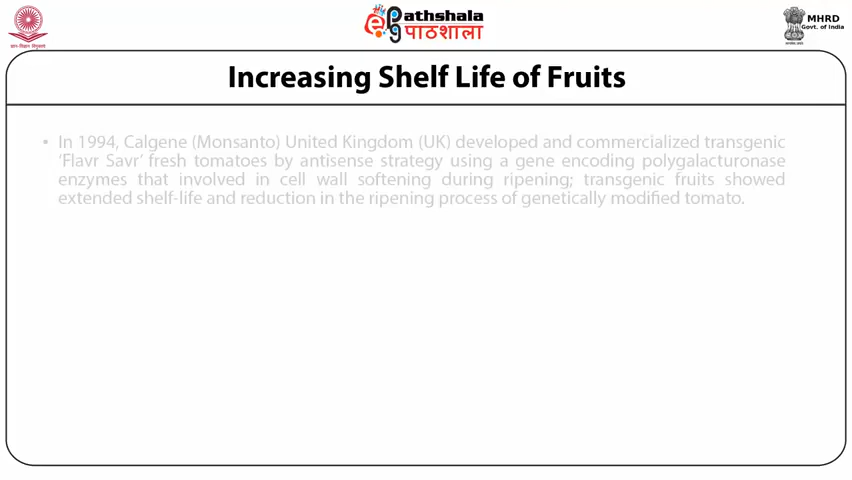 ePathshala
पाठशाला
MHRD
Govt. of India
Increasing Shelf Life of Fruits
▪ In 1994, Calgene (Monsanto) United Kingdom (UK) developed and commercialized transgenic
‘Flavr Savr’ fresh tomatoes by antisense strategy using a gene encoding polygalacturonase
enzymes that involved in cell wall softening during ripening; transgenic fruits showed
extended shelf-life and reduction in the ripening process of genetically modified tomato.